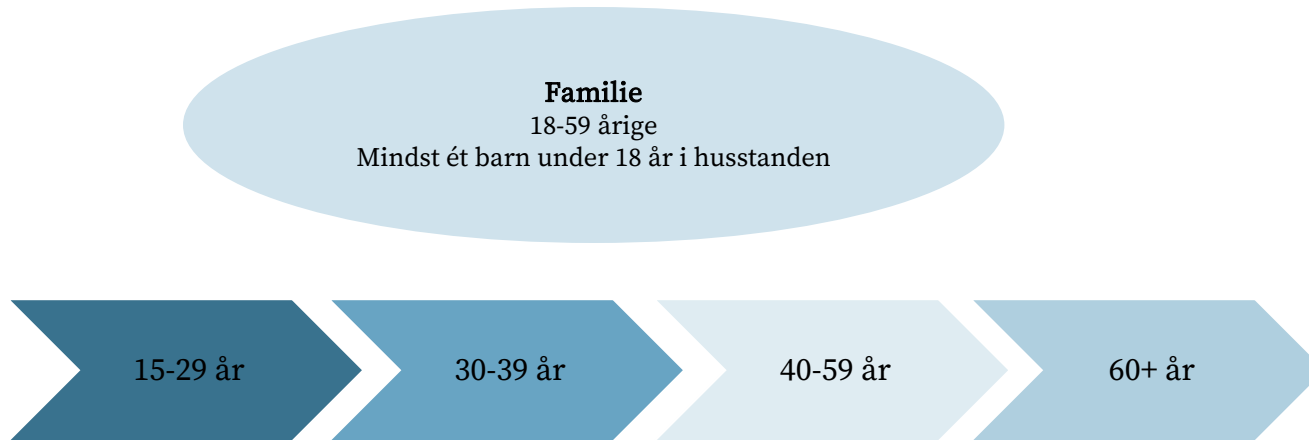 Familie
18-59 årige
Mindst ét barn under 18 år i husstanden
15-29 år
30-39 år
40-59 år
60+ år